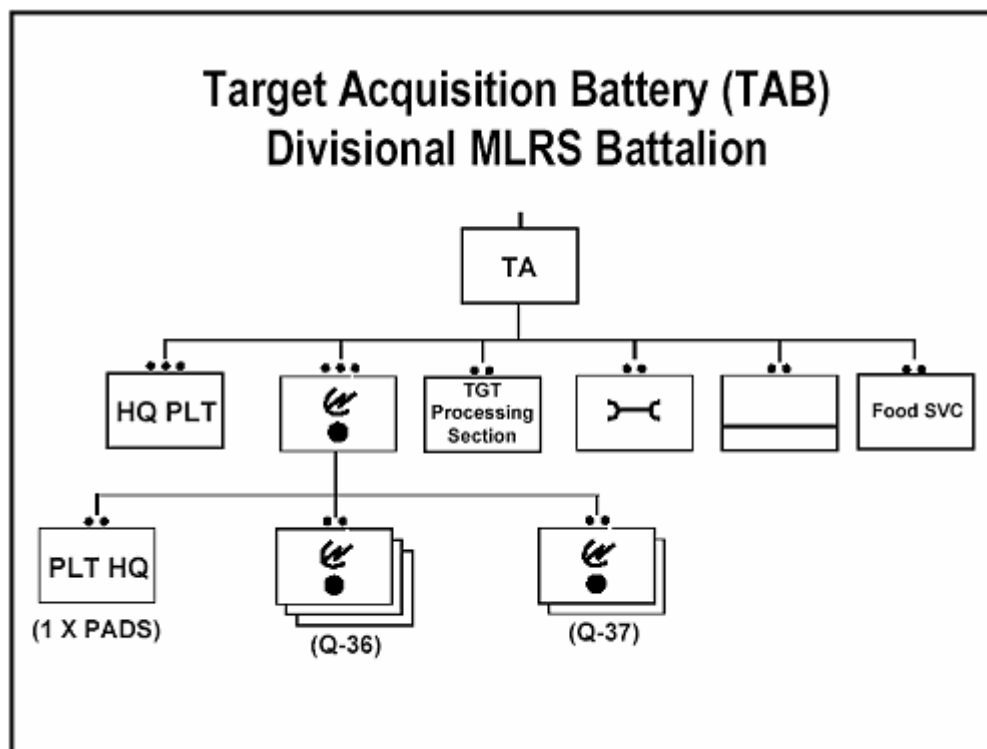 Target Acquisition Battery (TAB)
Divisional MLRS Battalion
TA
HQ PLT
TGT
Processing
Section
Food SVC
PLT HQ
(1 X PADS)
(Q-36)
(Q-37)